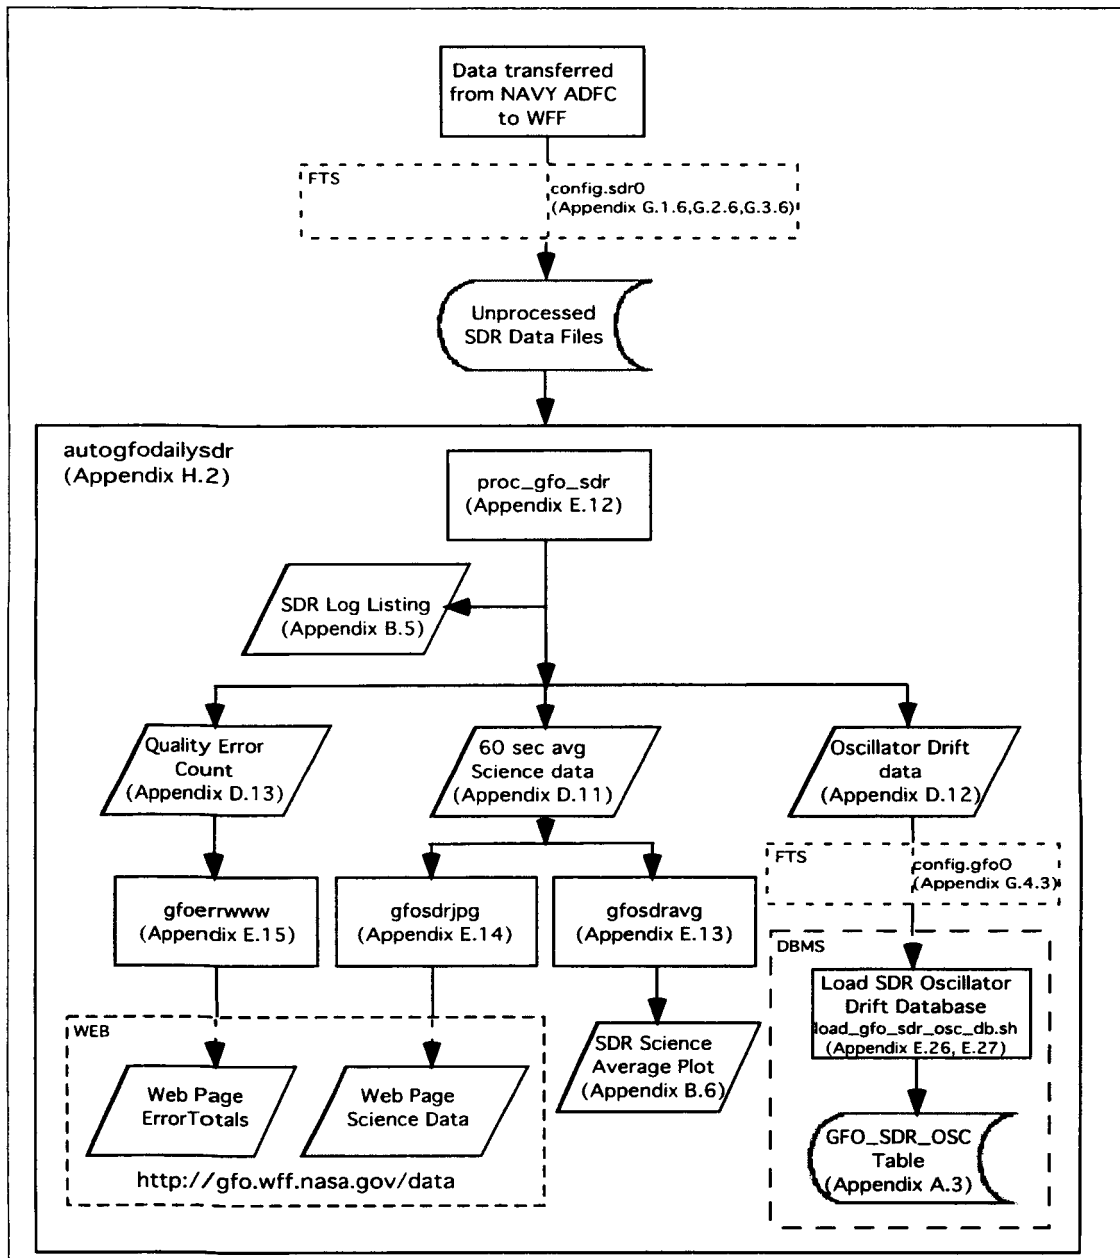 Data transferred
from NAVY ADFC
to WFF
FTS
config.sdr0
(Appendix G.1.6,G.2.6,G.3.6)
Unprocessed
SDR Data Files
autogfodailysdr
(Appendix H.2)
proc_gfo_sdr
(Appendix E.12)
SDR Log Listing
(Appendix B.5)
Quality Error
Count
(Appendix D.13)
60 sec avg
Science data
(Appendix D.11)
Oscillator Drift
data
(Appendix D.12)
FTS
config.gfo0
(Appendix G.4.3)
gfoerrwww
(Appendix E.15)
gfosdrjpg
(Appendix E.14)
gfosdravg
(Appendix E.13)
DBMS
Load SDR Oscillator
Drift Database
load_gfo_sdr_osc_db.sh
(Appendix E.26, E.27)
WEB
Web Page
ErrorTotals
Web Page
Science Data
SDR Science
Average Plot
(Appendix B.6)
GFO_SDR_OSC
Table
(Appendix A.3)
http://gfo.wff.nasa.gov/data